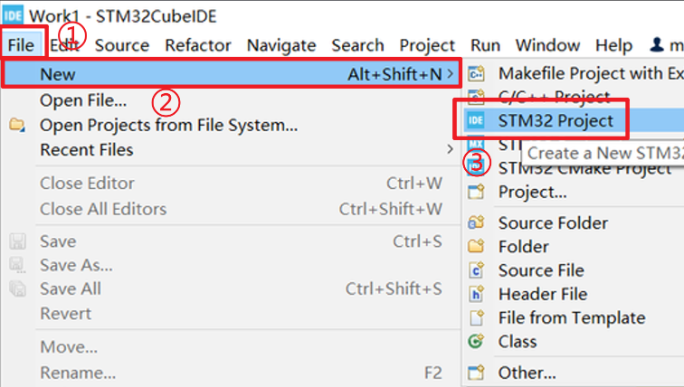 IDE Work1 - STM32CubeIDE
①
File Edit Source Refactor Navigate Search Project Run Window Help
New Alt+Shift+N >
②
Open File...
Open Projects from File System...
Recent Files >
Close Editor Ctrl+W
Close All Editors Ctrl+Shift+W
Save Ctrl+S
Save As...
Save All Ctrl+Shift+S
Revert
Move...
Rename... F2
Makefile Project with Ex
C/C++ Project
IDE STM32 Project
③
Create a New STM32
STM32 CMake Project
Project...
Source Folder
Folder
Source File
Header File
File from Template
Class
Other...